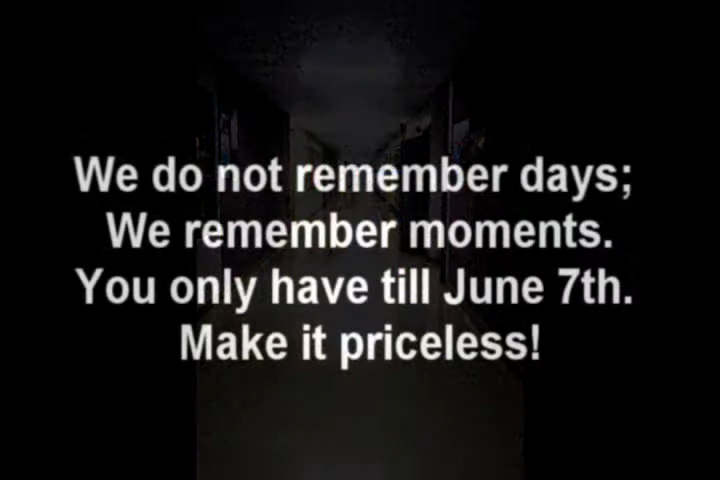 We do not remember days;
We remember moments.
You only have till June 7th.
Make it priceless!